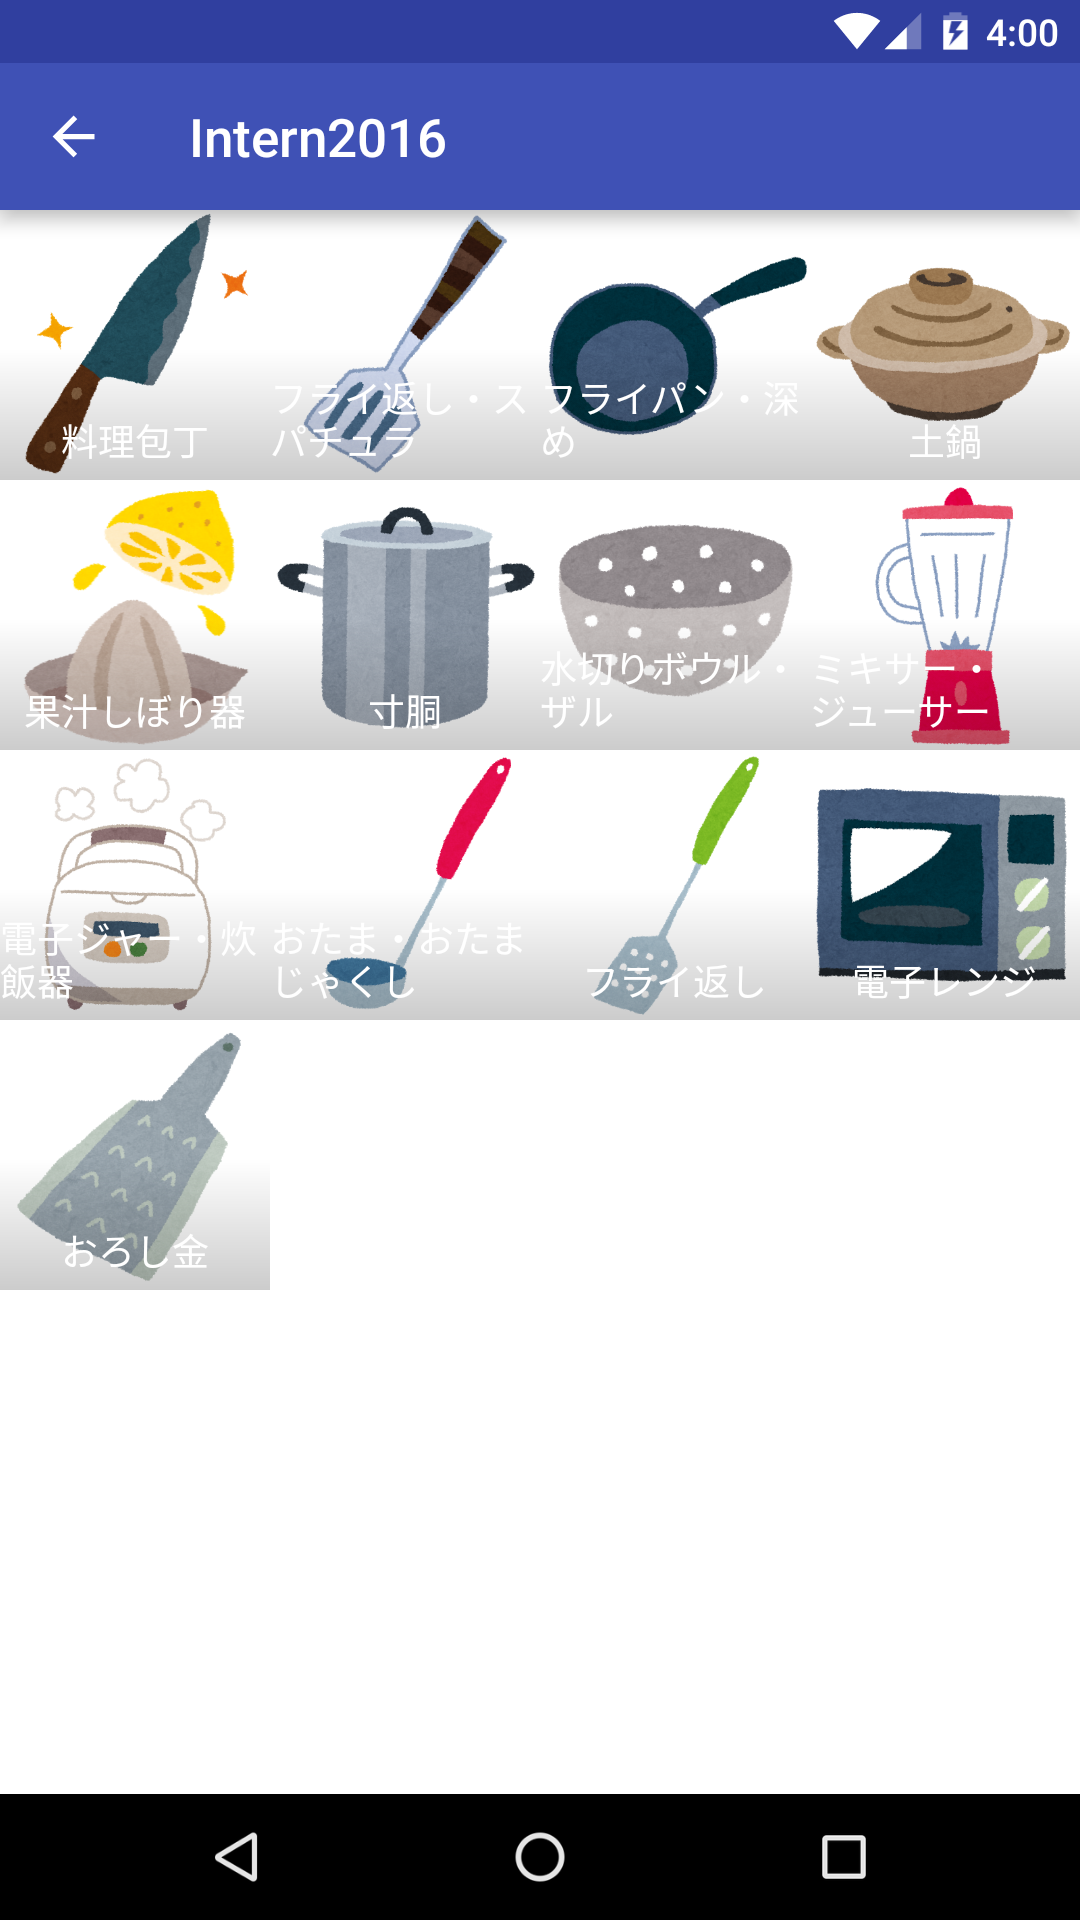 4:00
Intern2016
料理包丁
フライ返し・ス
パチュラ
フライパン・深
め
土鍋
果汁しぼり器
寸胴
水切りボウル・
ザル
ミキサー・
ジューサー
電子ジャー・炊
飯器
おたま・おたま
じゃくし
フライ返し
電子レンジ
おろし金